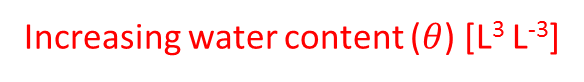 Increasing water content (θ) [L³ L⁻³]